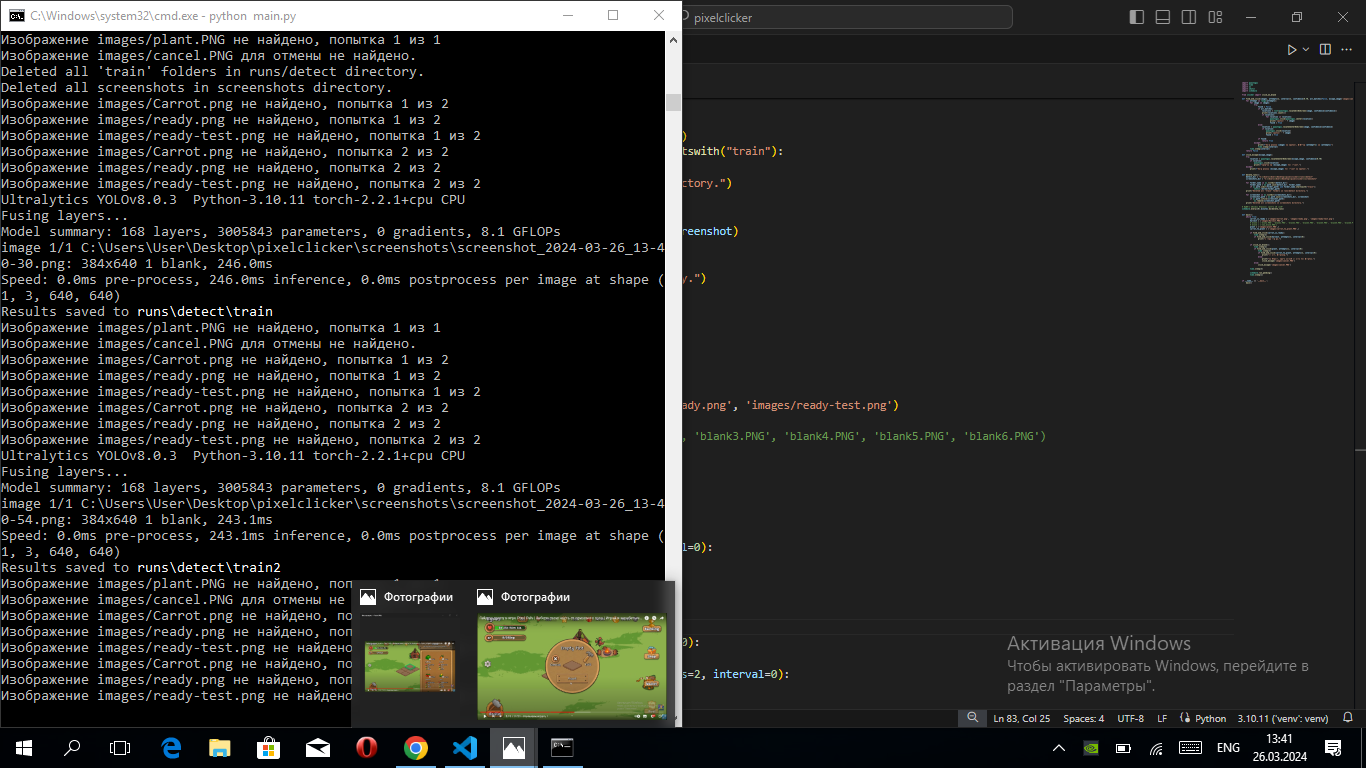 C:\Windows\system32\cmd.exe - python  main.py
Изображение images/plant.PNG не найдено, попытка 1 из 1
Изображение images/cancel.PNG для отмены не найдено.
Deleted all 'train' folders in runs/detect directory.
Deleted all screenshots in screenshots directory.
Изображение images/Carrot.png не найдено, попытка 1 из 2
Изображение images/ready.png не найдено, попытка 1 из 2
Изображение images/ready-test.png не найдено, попытка 1 из 2
Изображение images/Carrot.png не найдено, попытка 2 из 2
Изображение images/ready.png не найдено, попытка 2 из 2
Изображение images/ready-test.png не найдено, попытка 2 из 2
Ultralytics YOLOv8.0.3  Python-3.10.11 torch-2.2.1+cpu CPU
Fusing layers...
Model summary: 168 layers, 3005843 parameters, 0 gradients, 8.1 GFLOPs
image 1/1 C:\Users\User\Desktop\pixelclicker\screenshots\screenshot_2024-03-26_13-4
0-30.png: 384x640 1 blank, 246.0ms
Speed: 0.0ms pre-process, 246.0ms inference, 0.0ms postprocess per image at shape (
1, 3, 640, 640)
Results saved to runs\detect\train
Изображение images/plant.PNG не найдено, попытка 1 из 1
Изображение images/cancel.PNG для отмены не найдено.
Изображение images/Carrot.png не найдено, попытка 1 из 2
Изображение images/ready.png не найдено, попытка 1 из 2
Изображение images/ready-test.png не найдено, попытка 1 из 2
Изображение images/Carrot.png не найдено, попытка 2 из 2
Изображение images/ready.png не найдено, попытка 2 из 2
Изображение images/ready-test.png не найдено, попытка 2 из 2
Ultralytics YOLOv8.0.3  Python-3.10.11 torch-2.2.1+cpu CPU
Fusing layers...
Model summary: 168 layers, 3005843 parameters, 0 gradients, 8.1 GFLOPs
image 1/1 C:\Users\User\Desktop\pixelclicker\screenshots\screenshot_2024-03-26_13-4
0-54.png: 384x640 1 blank, 243.1ms
Speed: 0.0ms pre-process, 243.1ms inference, 0.0ms postprocess per image at shape (
1, 3, 640, 640)
Results saved to runs\detect\train2
Изображение images/plant.PNG не найдено, поп
Изображение images/cancel.PNG для отмены не
Изображение images/Carrot.png не найдено, по
Изображение images/ready.png не найдено, поп
Изображение images/ready-test.png не найдено
Изображение images/Carrot.png не найдено, по
Изображение images/ready.png не найдено, поп
Изображение images/ready-test.png не найдено
Фотографии
Фотографии
pixelclicker
)
tswith("train"):
ctory.")
reenshot)
y.")
ady.png', 'images/ready-test.png')
, 'blank3.PNG', 'blank4.PNG', 'blank5.PNG', 'blank6.PNG')
l=0):
0):
s=2, interval=0):
Активация Windows
Чтобы активировать Windows, перейдите в
раздел "Параметры".
Ln 83, Col 25 Spaces: 4 UTF-8 LF Python 3.10.11 ('venv': venv)
ENG
13:41
26.03.2024